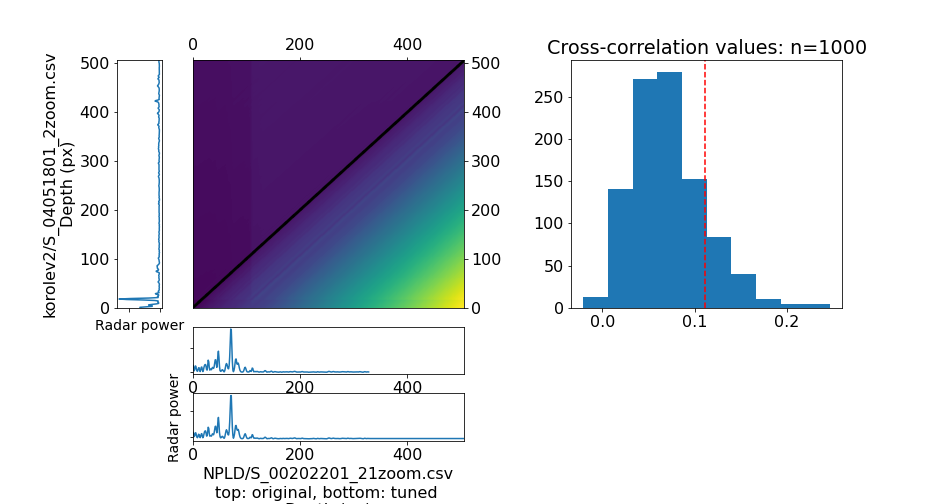 Cross-correlation values: n=1000
0 200 400
korolev2/S_04051801_2zoom.csv
Depth (px)
500
400
300
200
100
0
500
400
300
200
100
0
250
200
150
100
50
0
0.0 0.1 0.2
Radar power
0 200 400
Radar power
0 200 400
NPLD/S_00202201_21zoom.csv
top: original, bottom: tuned